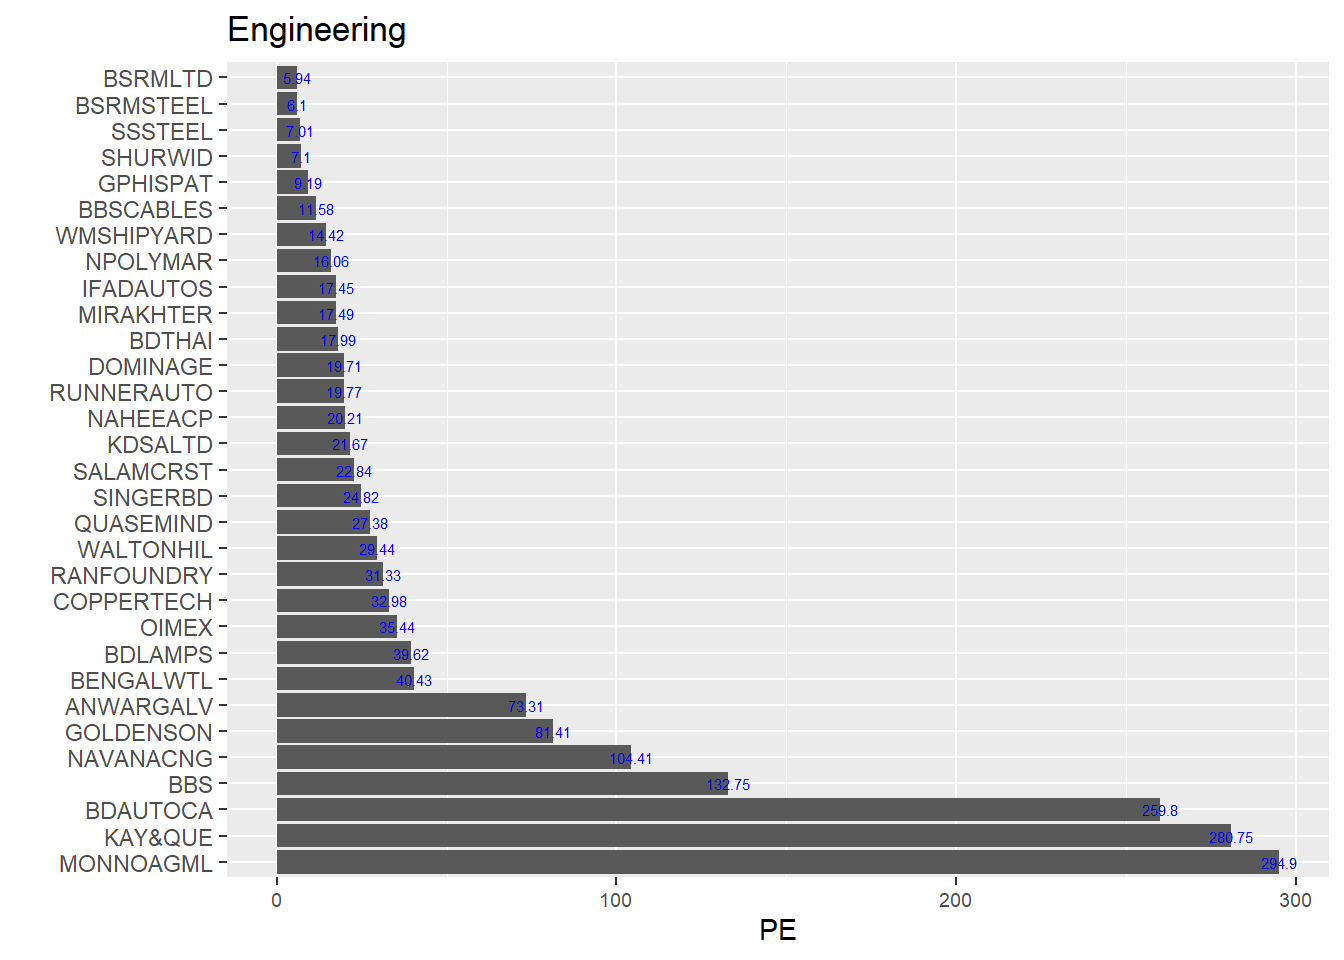 Engineering
BSRMLTD 5.94
BSRMSTEEL 6.1
SSSTEEL 7.01
SHURWID 7.1
GPHISPAT 9.19
BBSCABLES 11.58
WMSHIPYARD 14.42
NPOLYMAR 16.06
IFADAUTOS 17.45
MIRAKHTER 17.49
BDTHAI 17.99
DOMINAGE 19.71
RUNNERAUTO 19.77
NAHEEACP 20.21
KDSALTD 21.67
SALAMCRST 22.84
SINGERBD 24.82
QUASEMIND 27.38
WALTONHIL 29.44
RANFOUNDRY 31.33
COPPERTECH 32.98
OIMEX 35.44
BDLAMPS 39.62
BENGALWTL 40.43
ANWARGALV 73.31
GOLDENSON 81.41
NAVANACNG 104.41
BBS 132.75
BDAUTOCA 259.8
KAY&QUE 280.75
MONNOAGML 294.9
0 100 200 300
PE